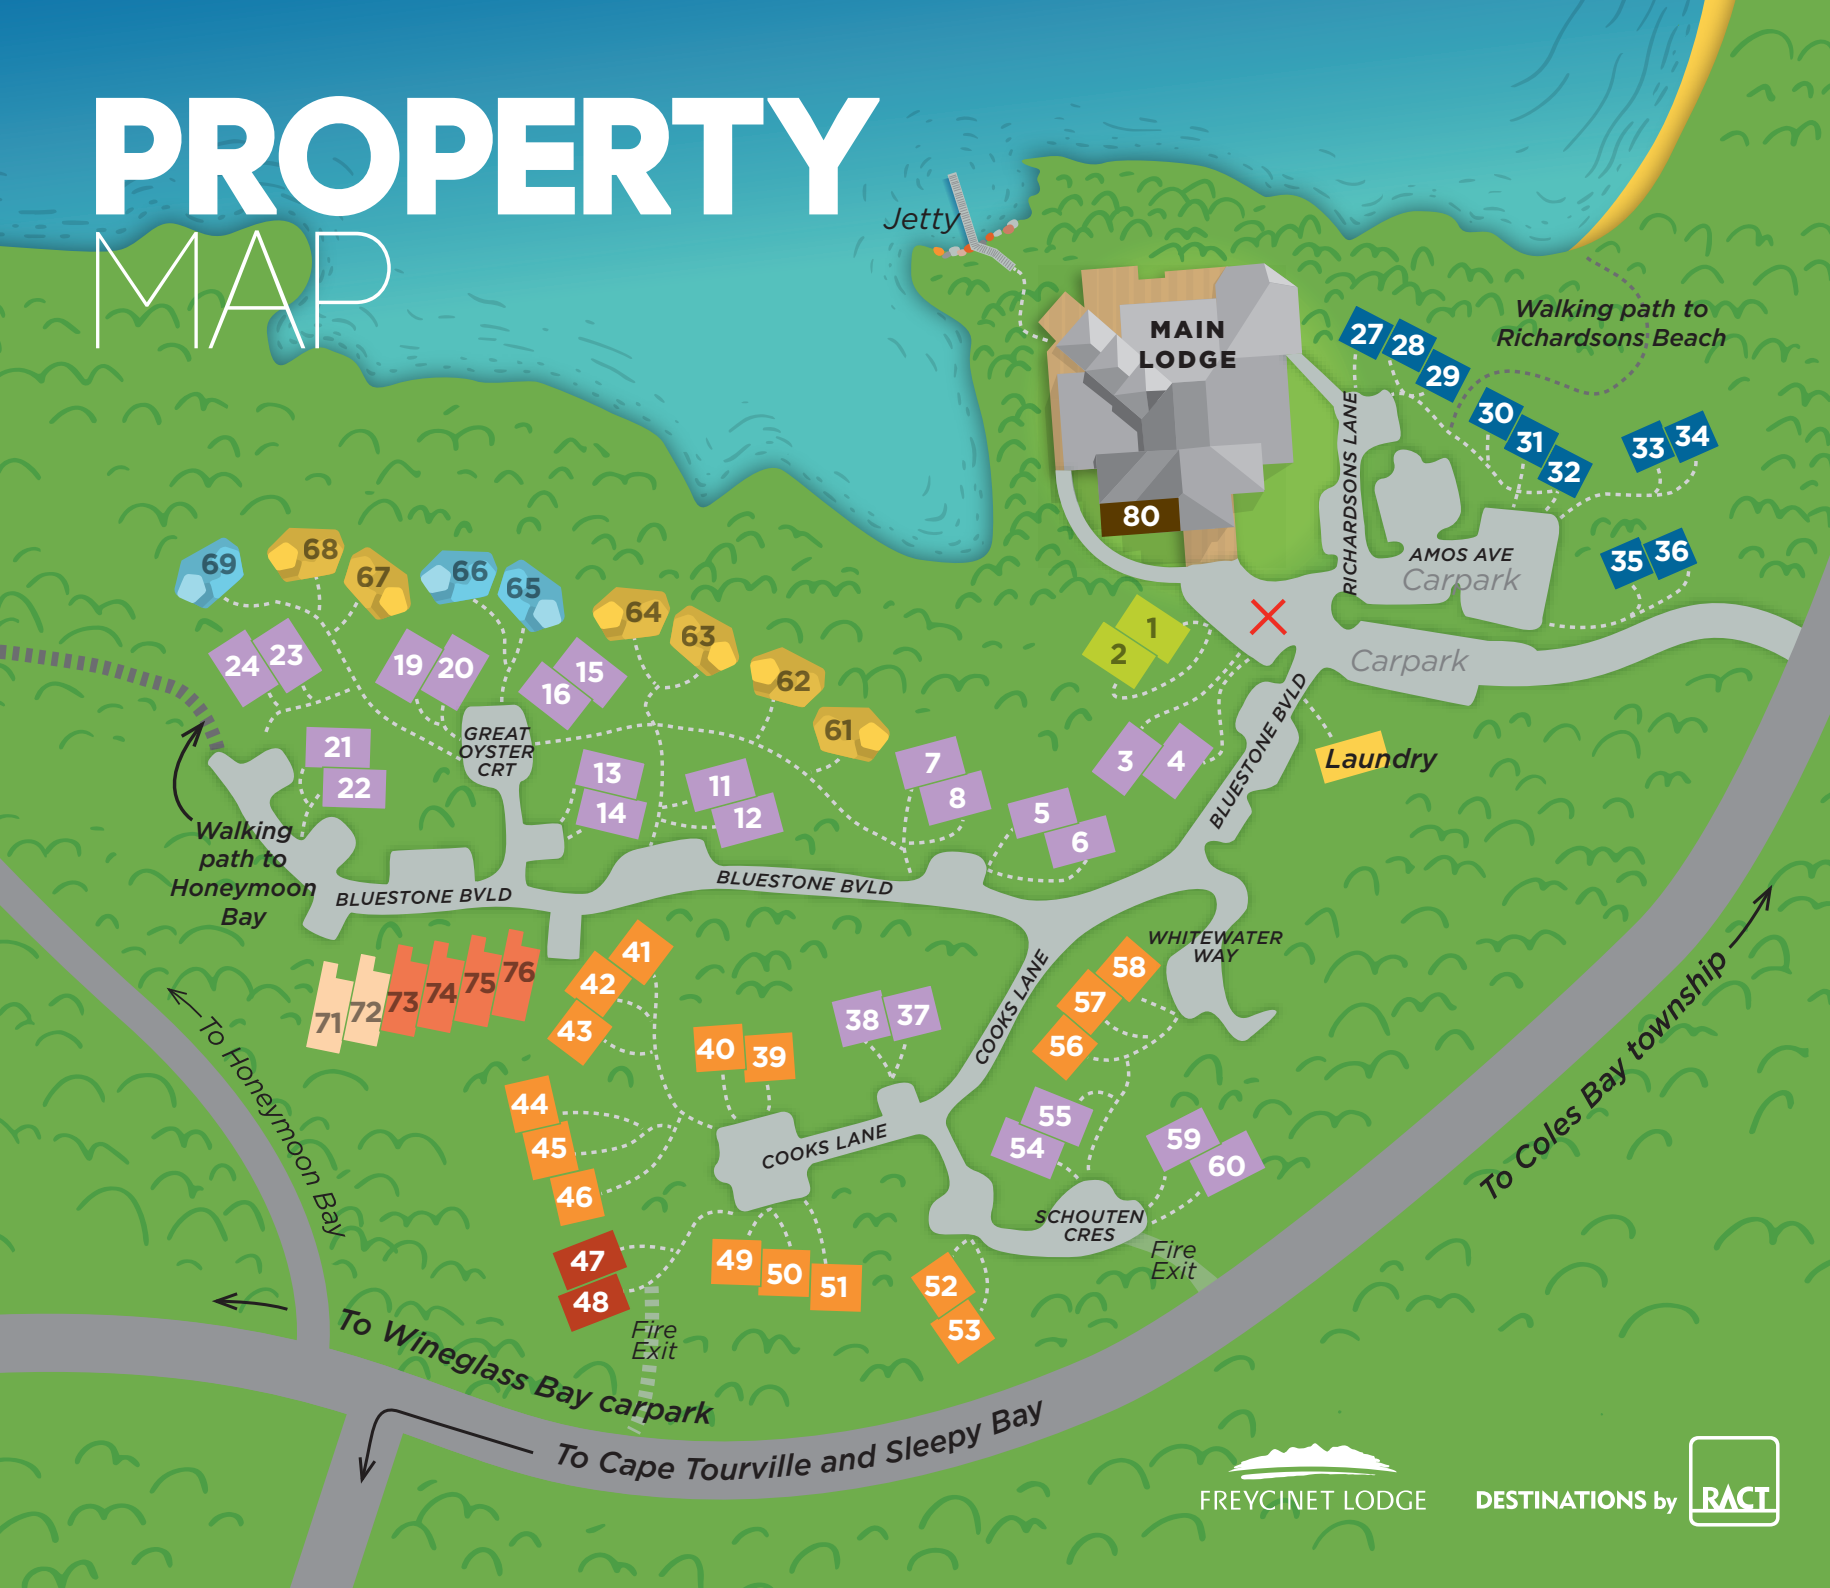 PROPERTY
MAP
Jetty
MAIN
LODGE
80
27
28
29
30
31
32
33
34
35
36
Walking path to
Richardsons Beach
RICHARDSONS LANE
AMOS AVE
Carpark
Carpark
1
2
3
4
Laundry
BLUESTONE BVLD
69
68
67
66
65
64
63
62
61
24
23
19
20
16
15
21
22
GREAT
OYSTER
CRT
13
14
11
12
7
8
5
6
Walking
path to
Honeymoon
Bay
BLUESTONE BVLD
BLUESTONE BVLD
WHITEWATER
WAY
COOKS LANE
71
72
73
74
75
76
41
42
43
40
39
38
37
58
57
56
55
54
59
60
44
45
46
47
48
49
50
51
52
53
COOKS LANE
SCHOUTEN
CRES
Fire
Exit
Fire
Exit
To Honeymoon Bay
To Coles Bay township
To Wineglass Bay carpark
To Cape Tourville and Sleepy Bay
FREYCINET LODGE
DESTINATIONS by
RACT